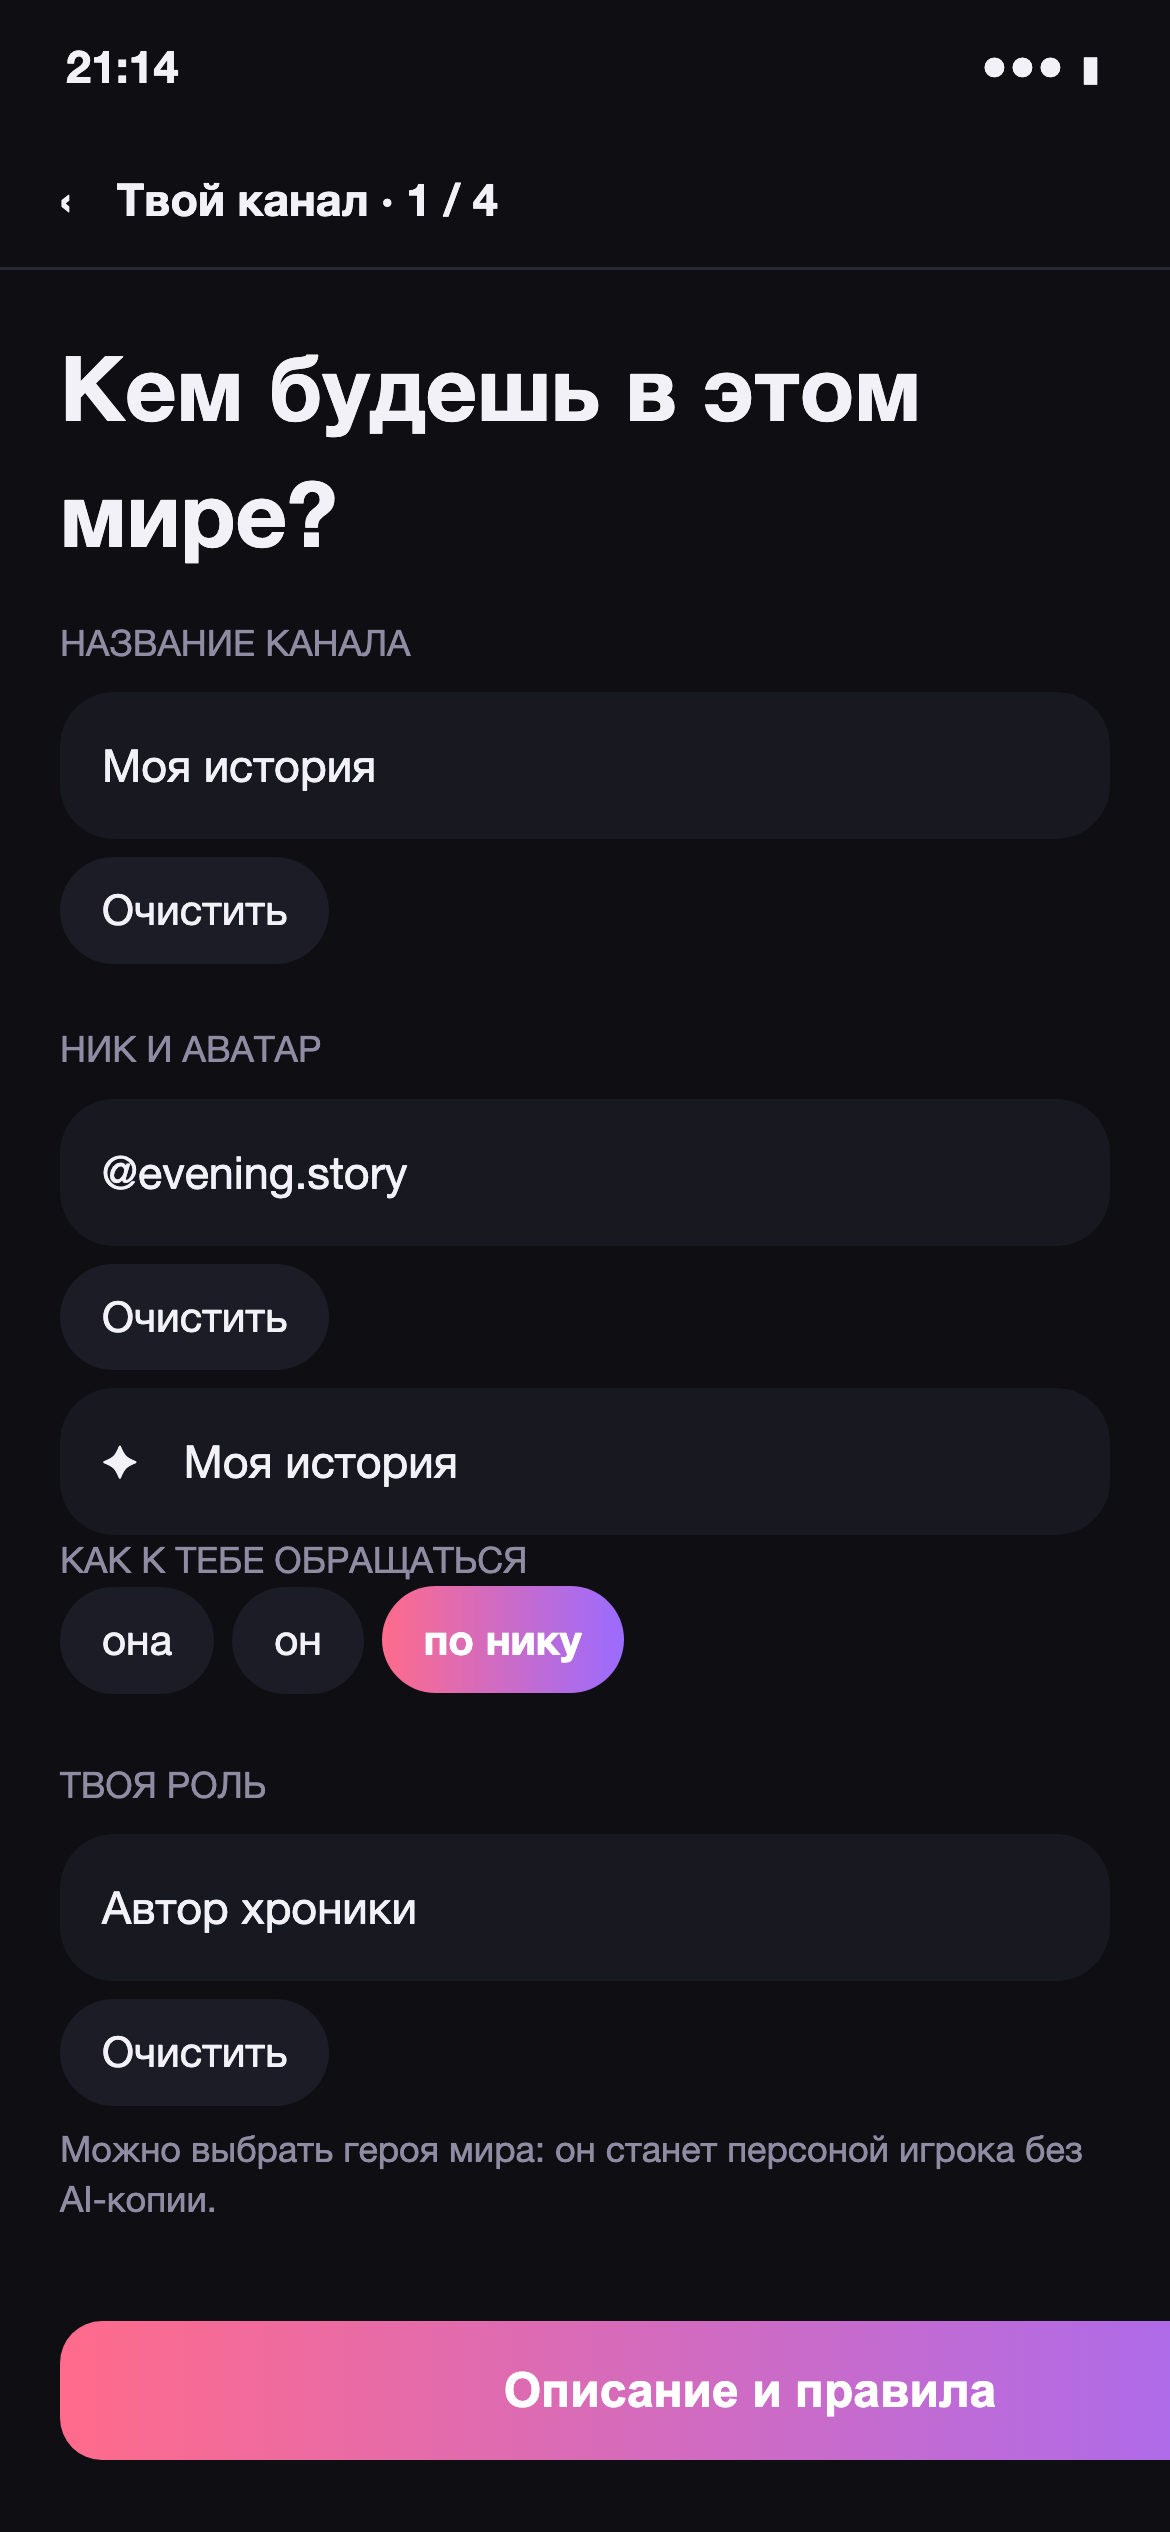 21:14
‹ Твой канал · 1 / 4
Кем будешь в этом
мире?
НАЗВАНИЕ КАНАЛА
Моя история
Очистить
НИК И АВАТАР
@evening.story
Очистить
✦ Моя история
КАК К ТЕБЕ ОБРАЩАТЬСЯ
она он по нику
ТВОЯ РОЛЬ
Автор хроники
Очистить
Можно выбрать героя мира: он станет персоной игрока без
AI-копии.
Описание и правила